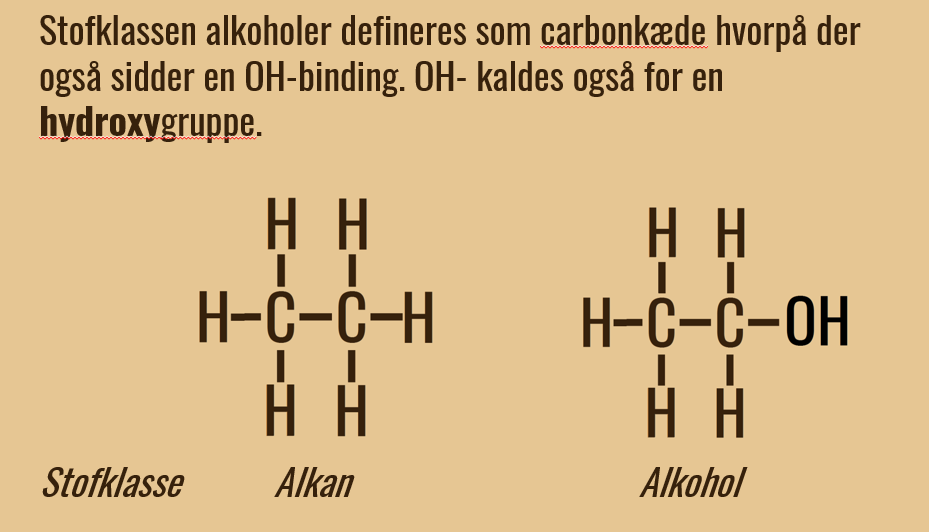 Stofklassen alkoholer defineres som carbonkæde hvorpå der
også sidder en OH-binding. OH- kaldes også for en
hydroxygruppe.
H H
H-C-C-H
H H
H H
H-C-C-OH
H H
Stofklasse Alkan Alkohol